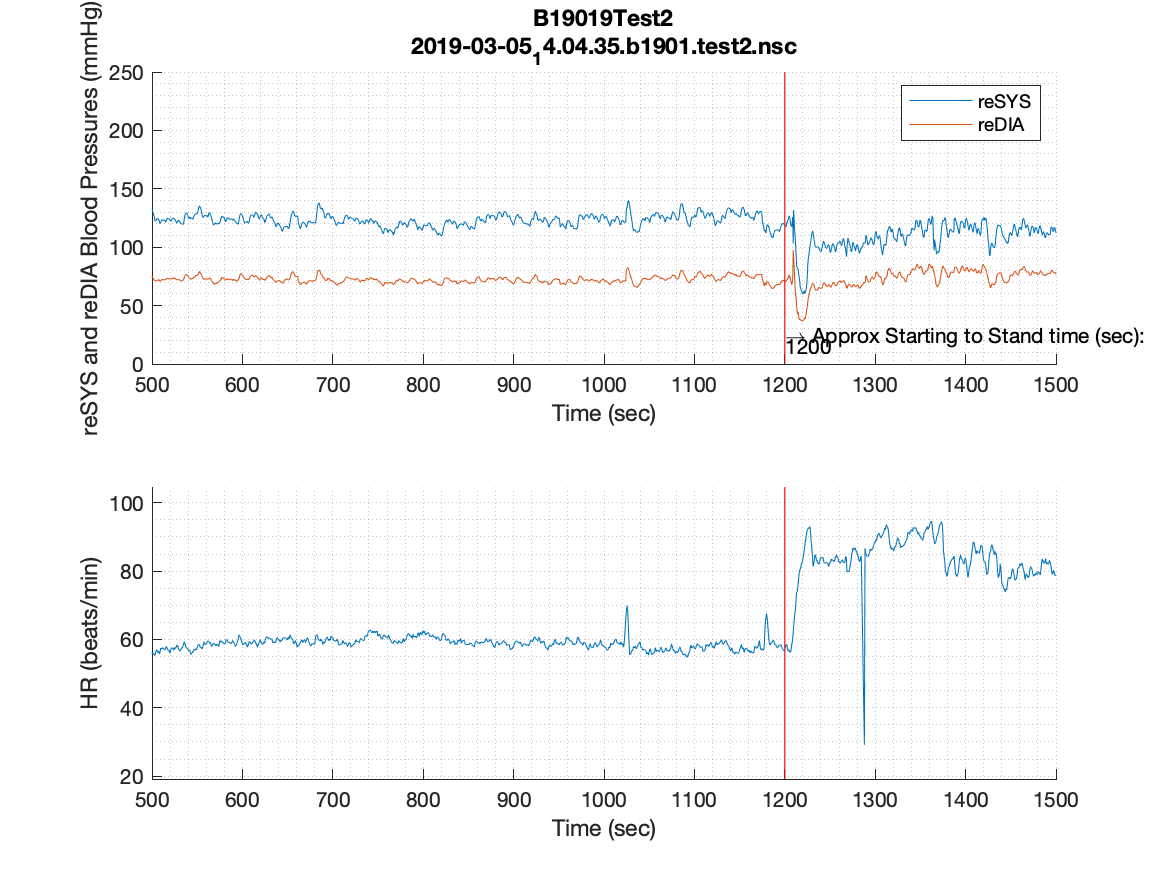 B19019Test2
2019-03-05₁4.04.35.b1901.test2.nsc
reSYS and reDIA Blood Pressures (mmHg)
250
200
150
100
50
0
reSYS
reDIA
→ Approx Starting to Stand time (sec):
1200
500 600 700 800 900 1000 1100 1200 1300 1400 1500
Time (sec)
HR (beats/min)
100
80
60
40
20
500 600 700 800 900 1000 1100 1200 1300 1400 1500
Time (sec)